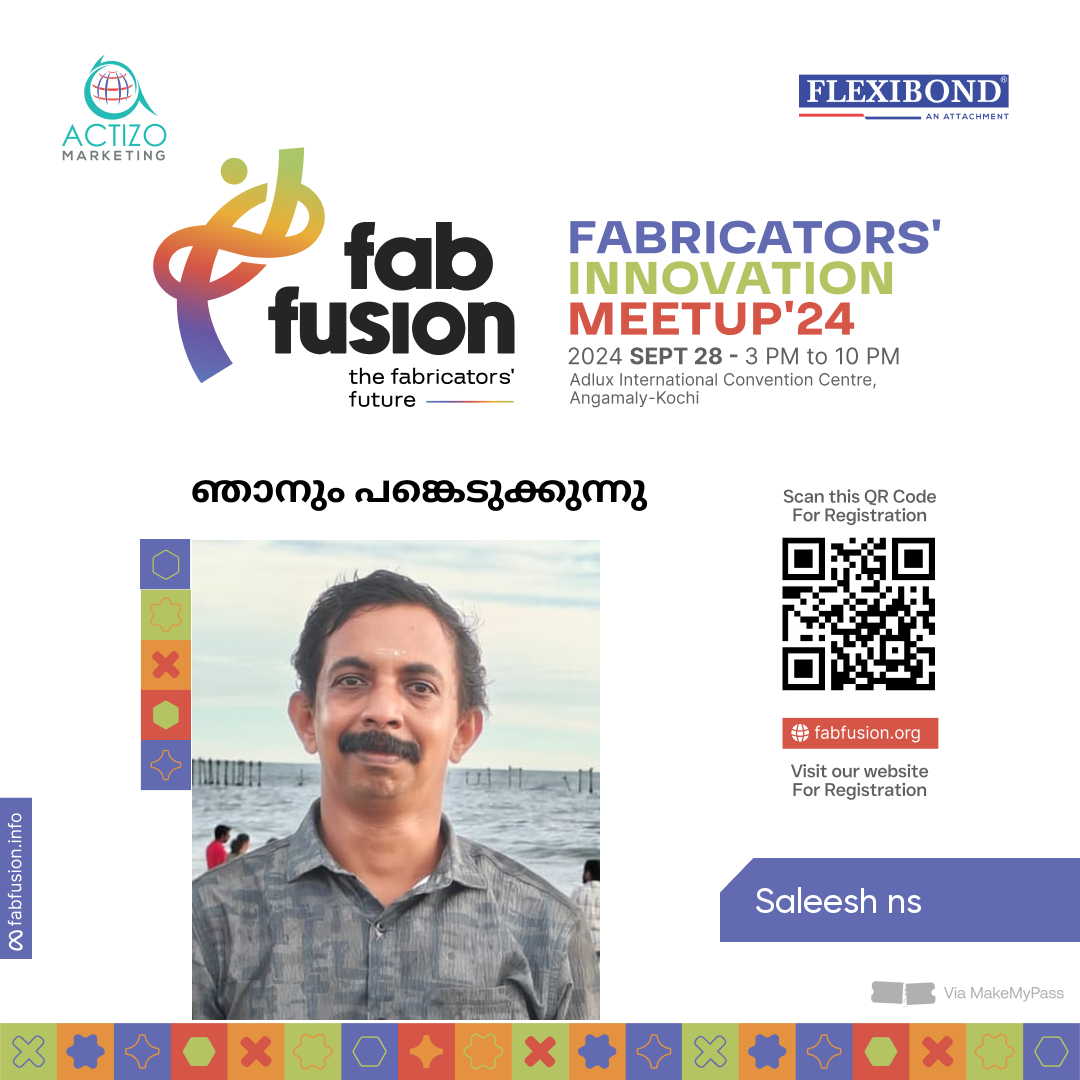 ACTIZO
MARKETING
FLEXIBOND®
AN ATTACHMENT
fab
fusion
the fabricators'
future
FABRICATORS'
INNOVATION
MEETUP'24
2024 SEPT 28 - 3 PM to 10 PM
Adlux International Convention Centre,
Angamaly-Kochi
ഞാനും പങ്കെടുക്കുന്നു
Scan this QR Code
For Registration
fabfusion.org
Visit our website
For Registration
fabfusion.info
Saleesh ns
Via MakeMyPass